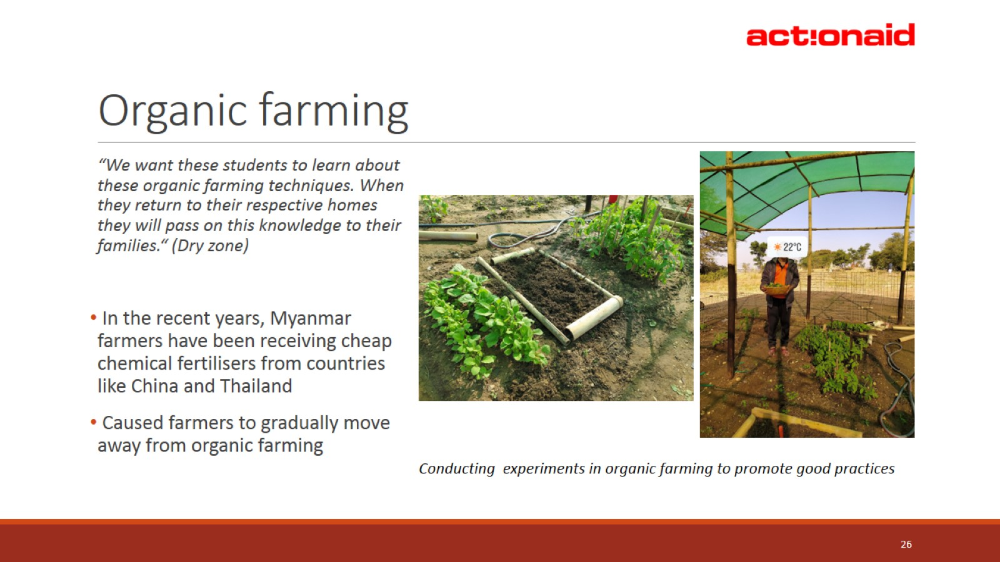 act!onaid
Organic farming
“We want these students to learn about
these organic farming techniques. When
they return to their respective homes
they will pass on this knowledge to their
families.“ (Dry zone)
• In the recent years, Myanmar
farmers have been receiving cheap
chemical fertilisers from countries
like China and Thailand
• Caused farmers to gradually move
away from organic farming
22°C
Conducting  experiments in organic farming to promote good practices
26